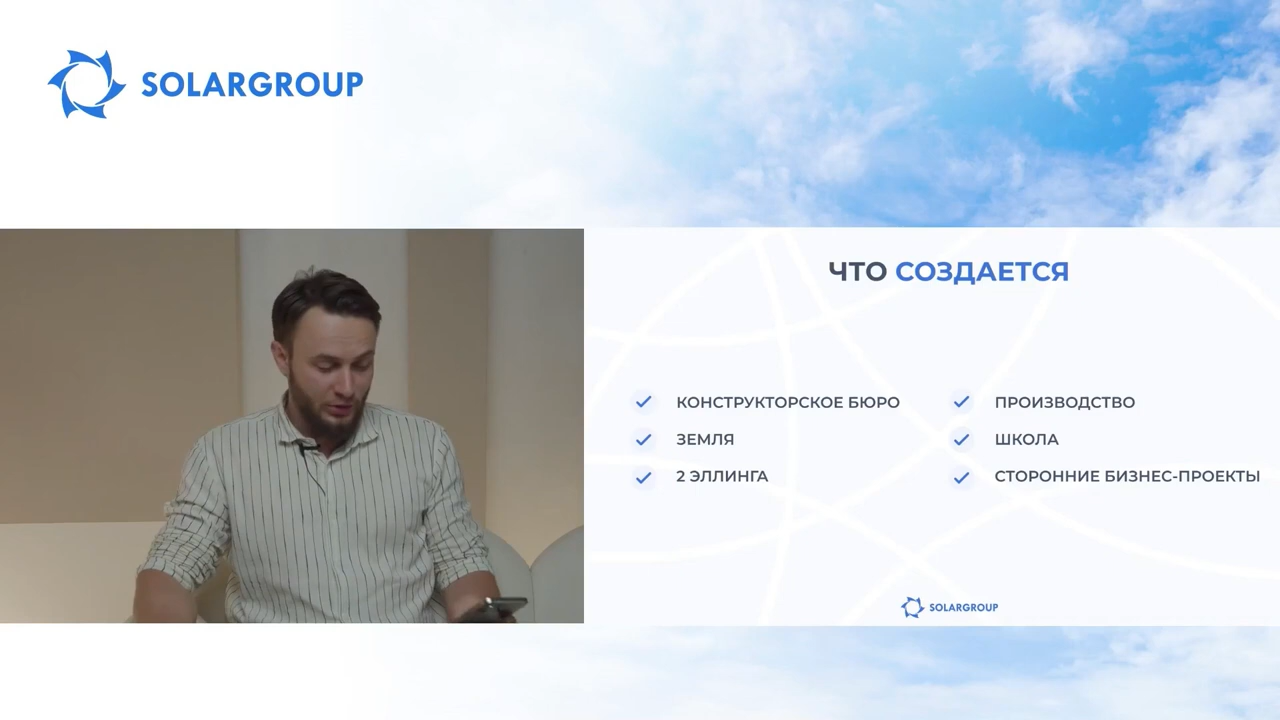 SOLARGROUP
ЧТО СОЗДАЕТСЯ
КОНСТРУКТОРСКОЕ БЮРО
ЗЕМЛЯ
2 ЭЛЛИНГА
ПРОИЗВОДСТВО
ШКОЛА
СТОРОННИЕ БИЗНЕС-ПРОЕКТЫ
SOLARGROUP